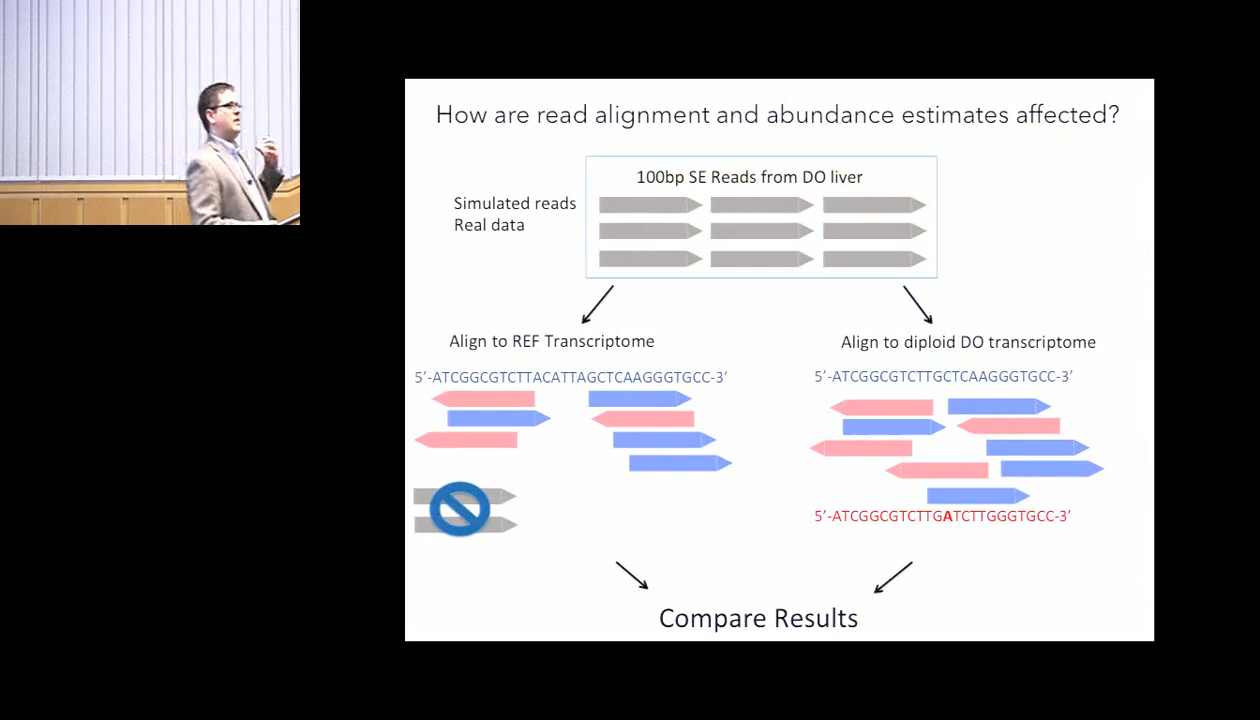 How are read alignment and abundance estimates affected?
100bp SE Reads from DO liver
Simulated reads
Real data
Align to REF Transcriptome
Align to diploid DO transcriptome
5’-ATCGGCGTCTTACATTAGCTCAAGGGTGCC-3’
5’-ATCGGCGTCTTGCTCAAGGGTGCC-3’
5’-ATCGGCGTCTTGATCTTGGGTGCC-3’
Compare Results